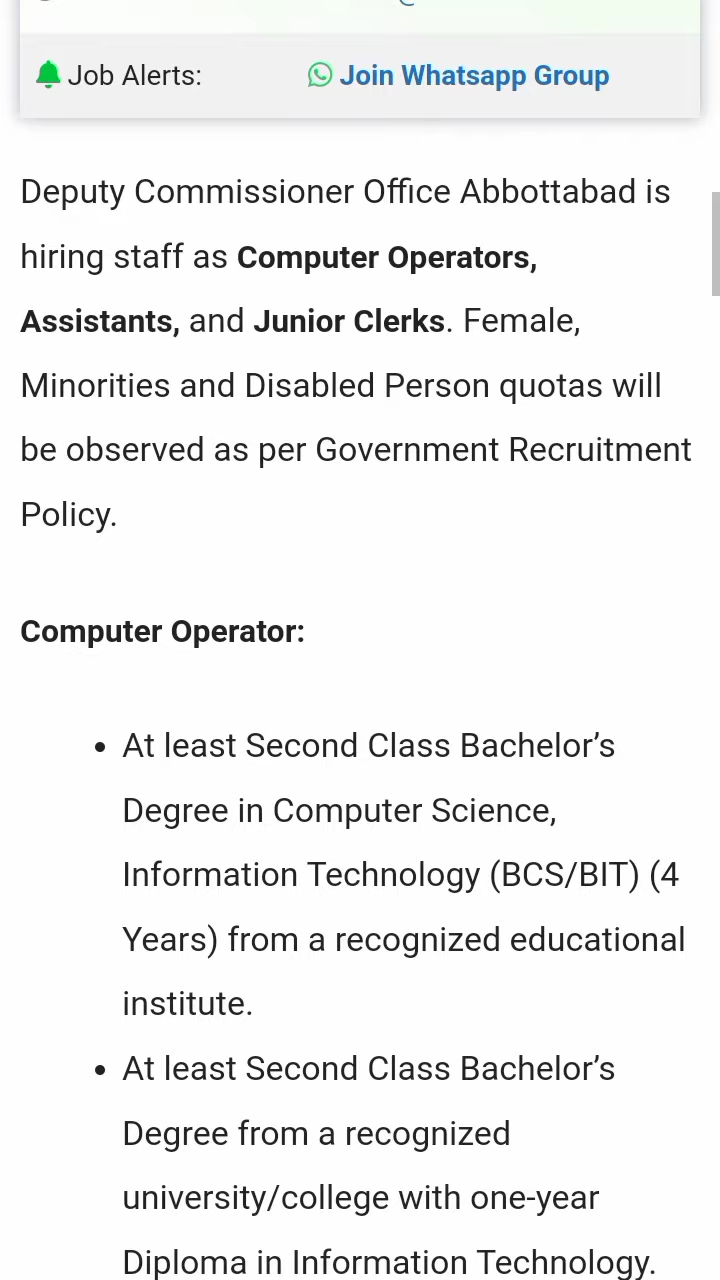 Job Alerts: Join Whatsapp Group
Deputy Commissioner Office Abbottabad is
hiring staff as Computer Operators,
Assistants, and Junior Clerks. Female,
Minorities and Disabled Person quotas will
be observed as per Government Recruitment
Policy.
Computer Operator:
• At least Second Class Bachelor’s
Degree in Computer Science,
Information Technology (BCS/BIT) (4
Years) from a recognized educational
institute.
• At least Second Class Bachelor’s
Degree from a recognized
university/college with one-year
Diploma in Information Technology.